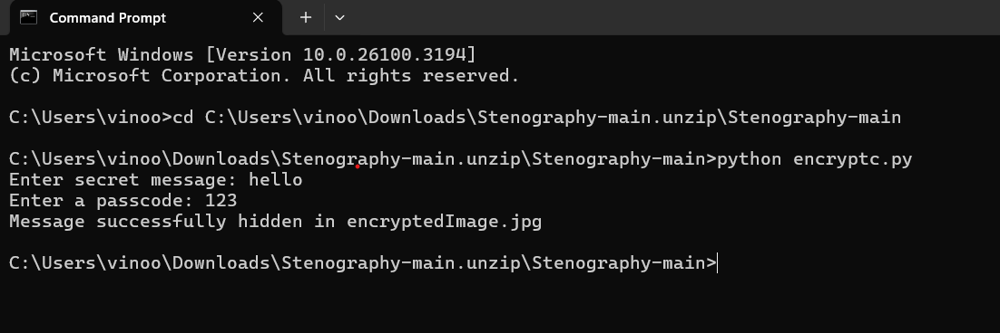 Command Prompt
Microsoft Windows [Version 10.0.26100.3194]
(c) Microsoft Corporation. All rights reserved.
C:\Users\vinoo>cd C:\Users\vinoo\Downloads\Stenography-main.unzip\Stenography-main
C:\Users\vinoo\Downloads\Stenography-main.unzip\Stenography-main>python encryptc.py
Enter secret message: hello
Enter a passcode: 123
Message successfully hidden in encryptedImage.jpg
C:\Users\vinoo\Downloads\Stenography-main.unzip\Stenography-main>